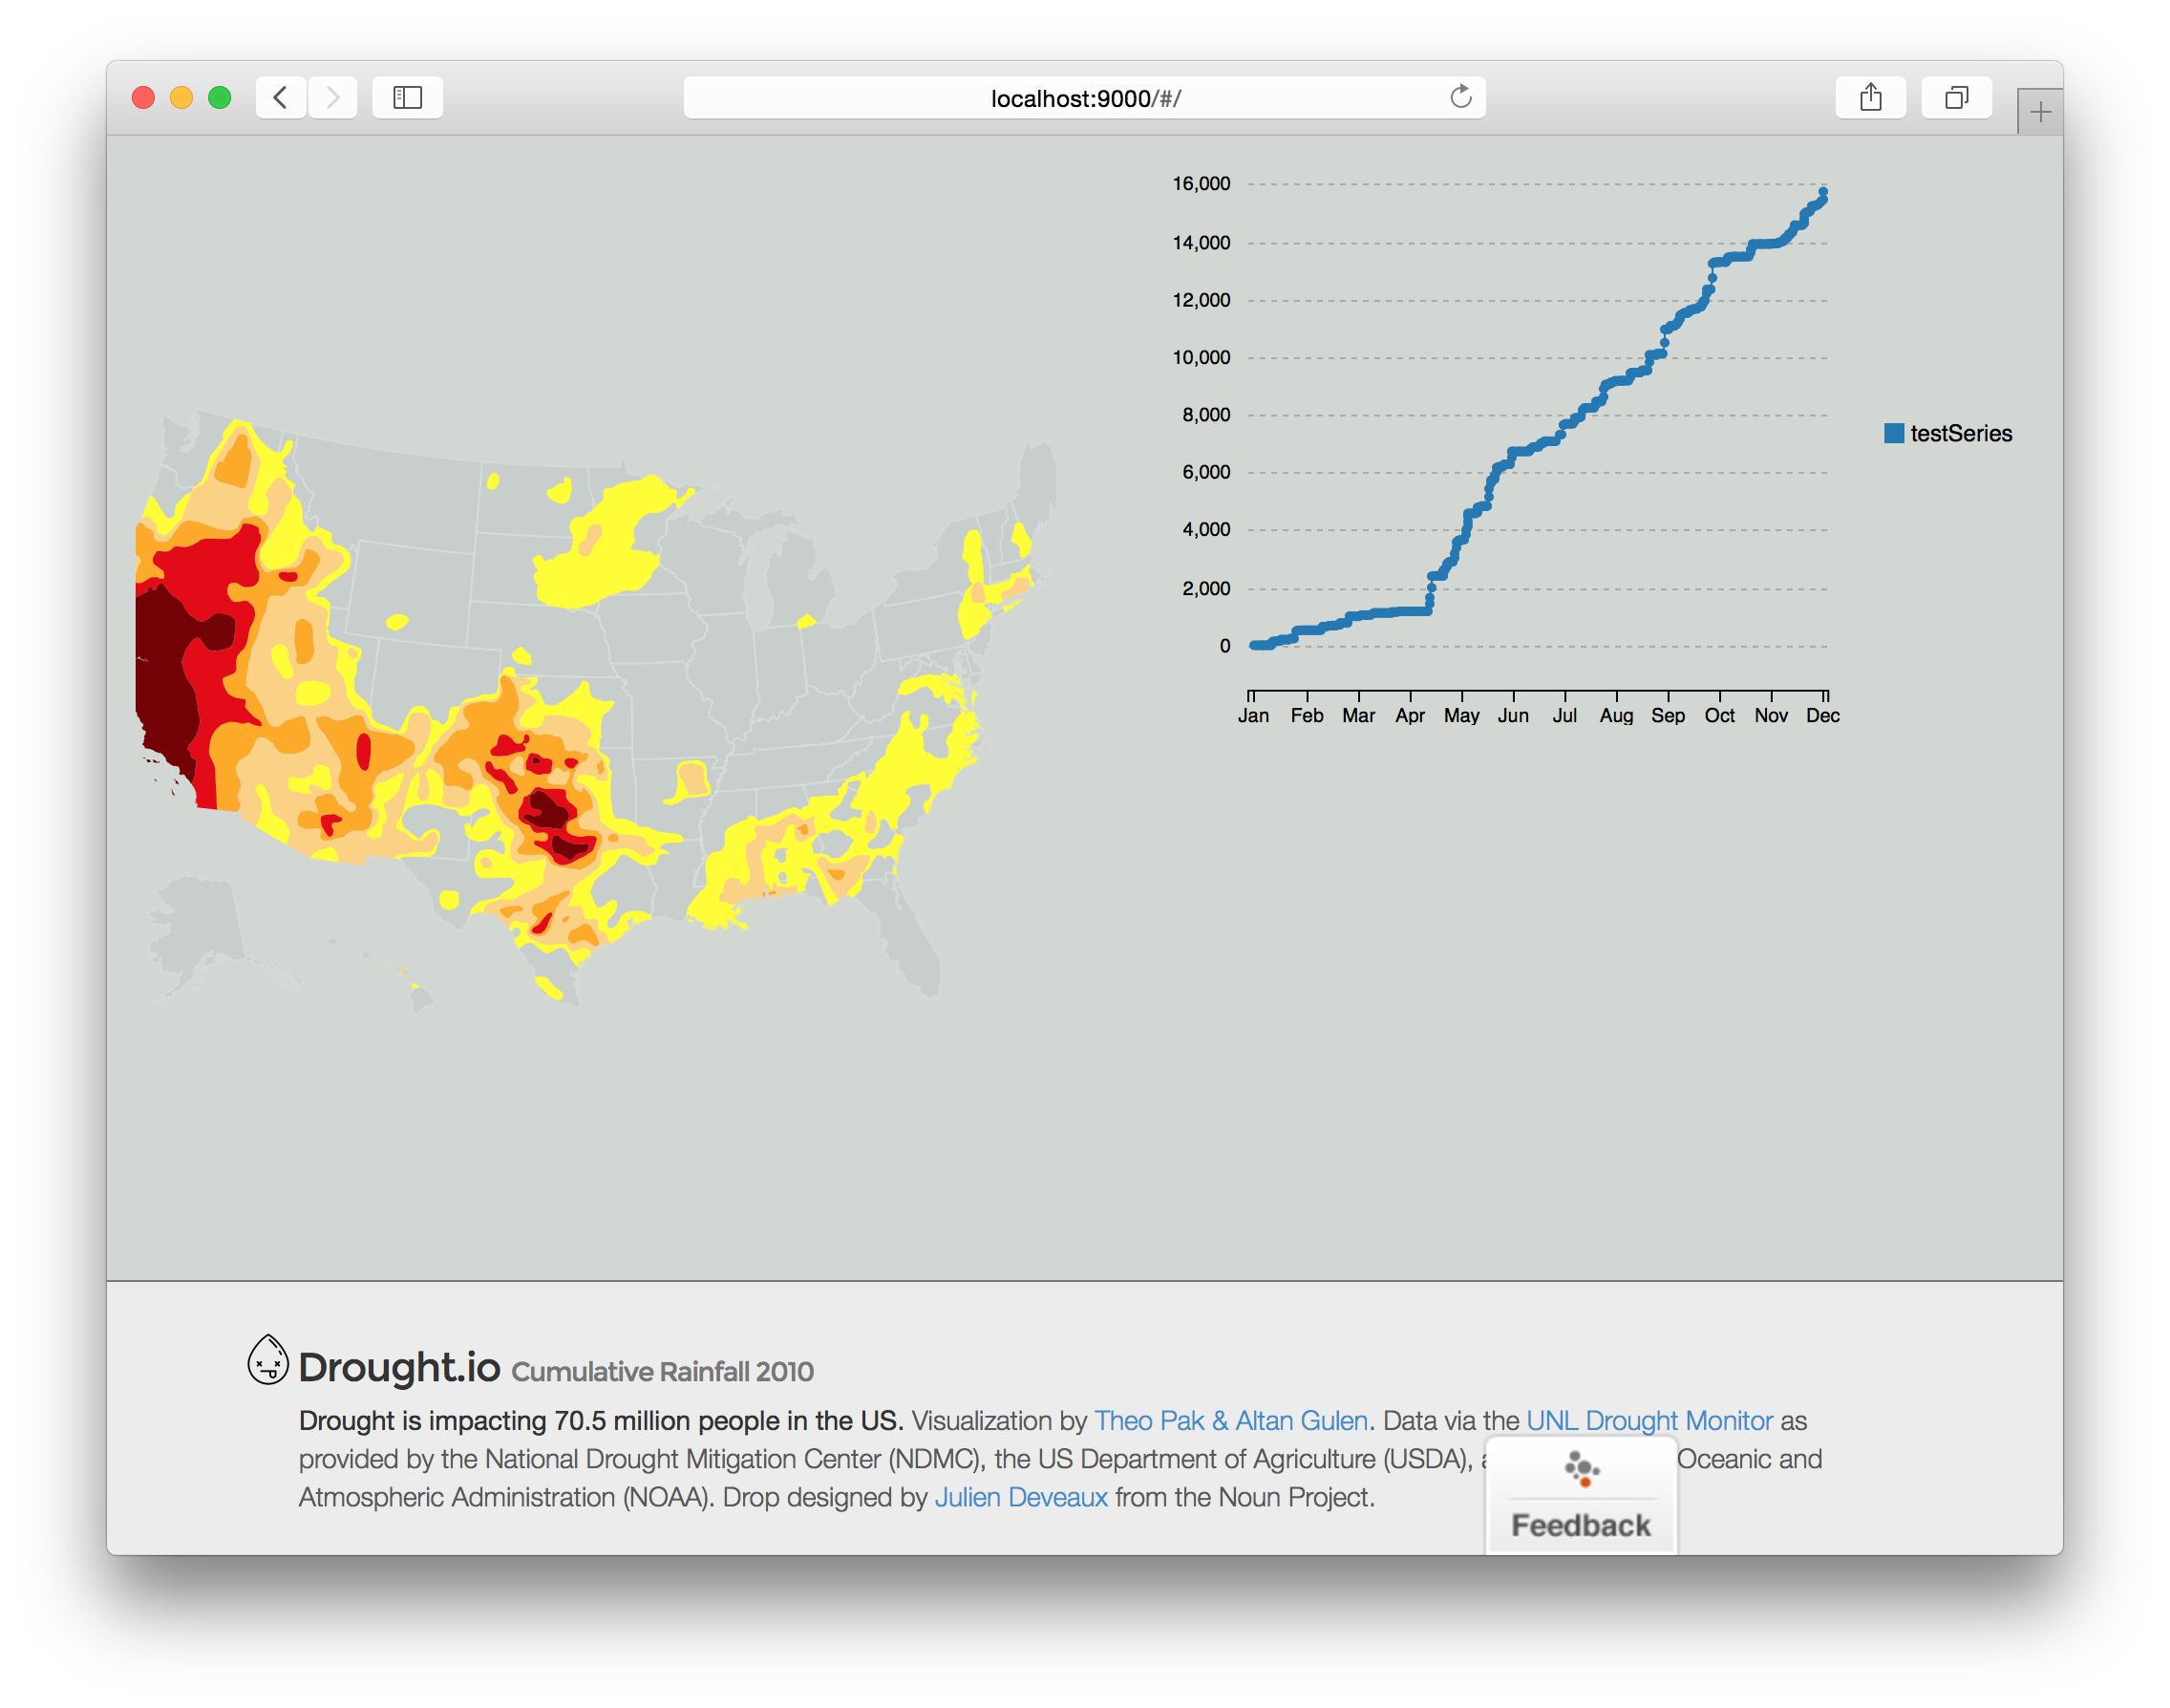 localhost:9000/#/
16,000
14,000
12,000
10,000
8,000
6,000
4,000
2,000
0
Jan Feb Mar Apr May Jun Jul Aug Sep Oct Nov Dec
testSeries
Drought.io Cumulative Rainfall 2010
Drought is impacting 70.5 million people in the US. Visualization by Theo Pak & Altan Gulen. Data via the UNL Drought Monitor as
provided by the National Drought Mitigation Center (NDMC), the US Department of Agriculture (USDA), Oceanic and
Atmospheric Administration (NOAA). Drop designed by Julien Deveaux from the Noun Project.
Feedback